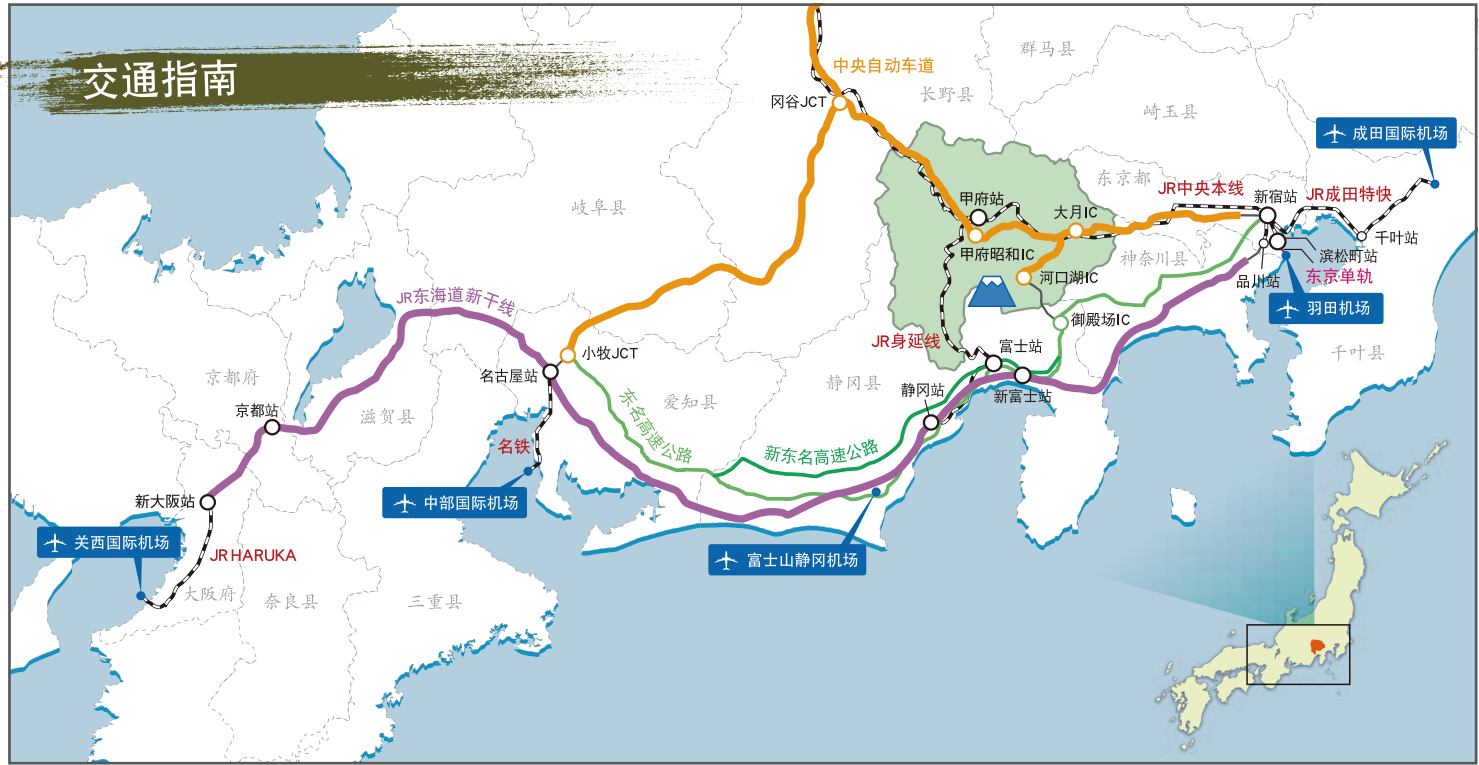 交通指南
群马县
中央自动车道
长野县
冈谷JCT
崎玉县
成田国际机场
东京都
JR中央本线
新宿站
JR成田特快
甲府站
大月IC
岐阜县
千叶站
甲府昭和IC
神奈川县
滨松町站
河口湖IC
品川站
东京单轨
JR东海道新干线
羽田机场
御殿场IC
JR身延线
富士站
小牧JCT
千叶县
名古屋站
京都府
静冈县
静冈站
新富士站
东名高速公路
爱知县
京都站
滋贺县
名铁
新东名高速公路
新大阪站
中部国际机场
关西国际机场
JR HARUKA
富士山静冈机场
大阪府
奈良县
三重县